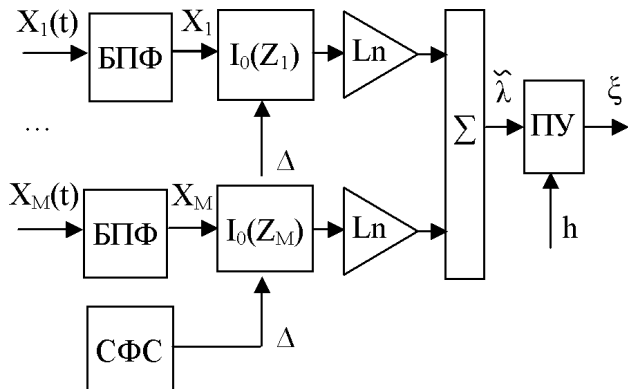 X₁(t) БПФ X₁ I₀(Z₁) Ln
... Δ Σ λ̆ ПУ ξ
X_M(t) БПФ X_M I₀(Z_M) Ln h
СФС Δ